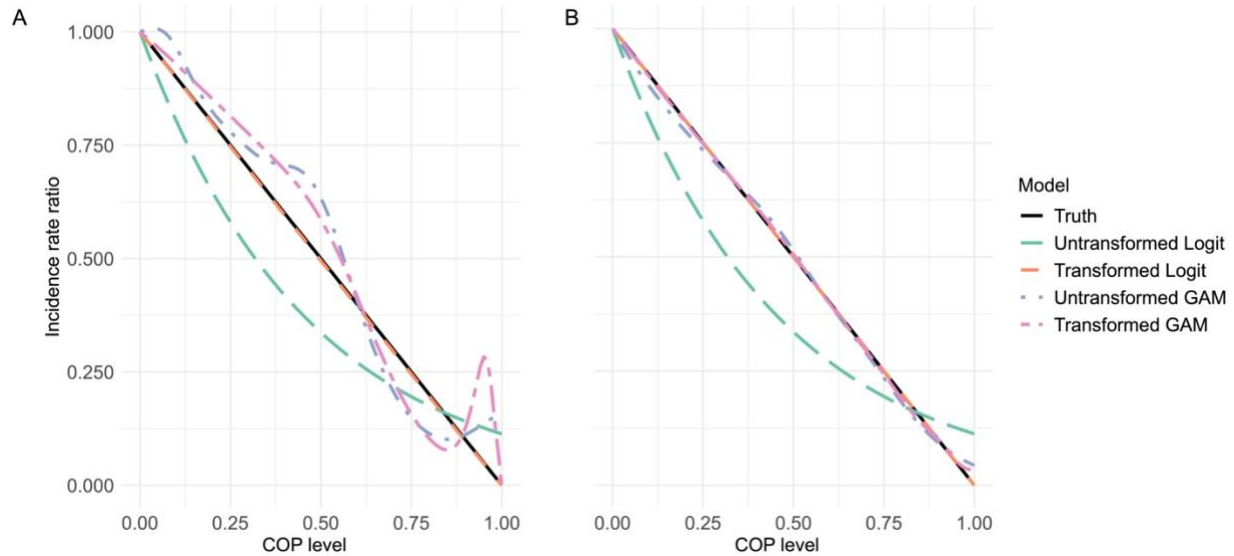 A
B
1.000
0.750
0.500
0.250
0.000
Incidence rate ratio
0.00 0.25 0.50 0.75 1.00
COP level
0.00 0.25 0.50 0.75 1.00
COP level
Model
Truth
Untransformed Logit
Transformed Logit
Untransformed GAM
Transformed GAM